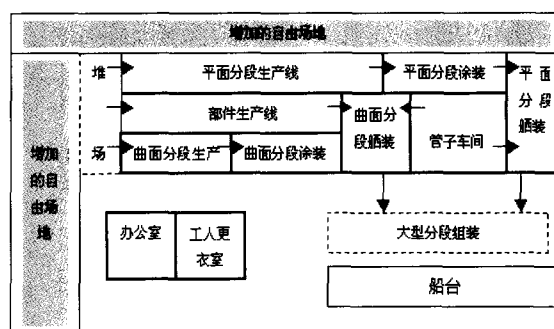 增加的自由场地
堆
平面分段生产线
平面分段涂装
平面
分段
舾装
部件生产线
曲面分
段舾装
管子车间
场
曲面分段生产
曲面分段涂装
增加
的自
由场
地
办公室
工人更
衣室
大型分段组装
船台